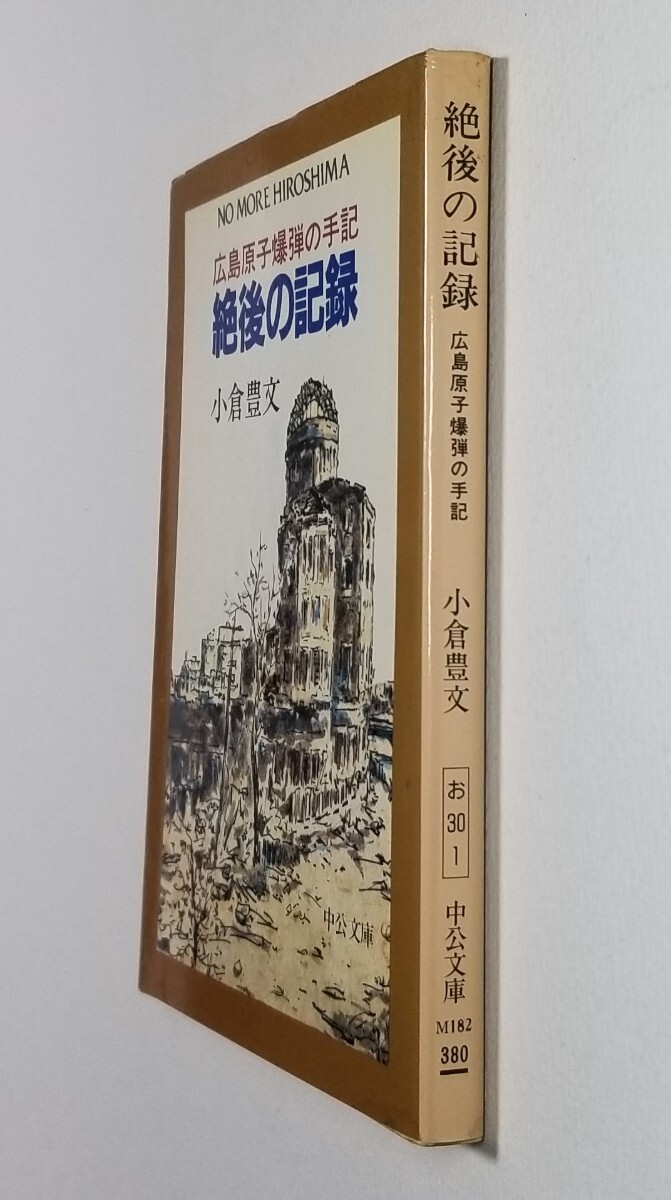 NO MORE HIROSHIMA
広島原子爆弾の手記
絶後の記録
小倉豊文
中公文庫
絶後の記録
広島原子爆弾の手記
小倉豊文
お
30
1
中公文庫
M182
380